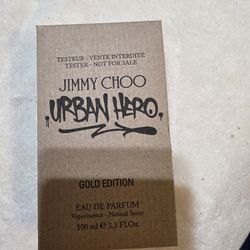 TESTEUR - VENTE INTERDITE
TESTER - NOT FOR SALE
JIMMY CHOO
URBAN HERO
GOLD EDITION
EAU DE PARFUM
Vaporisateur - Natural Spray
100 ml ℮ 3.3 Fl.Oz.